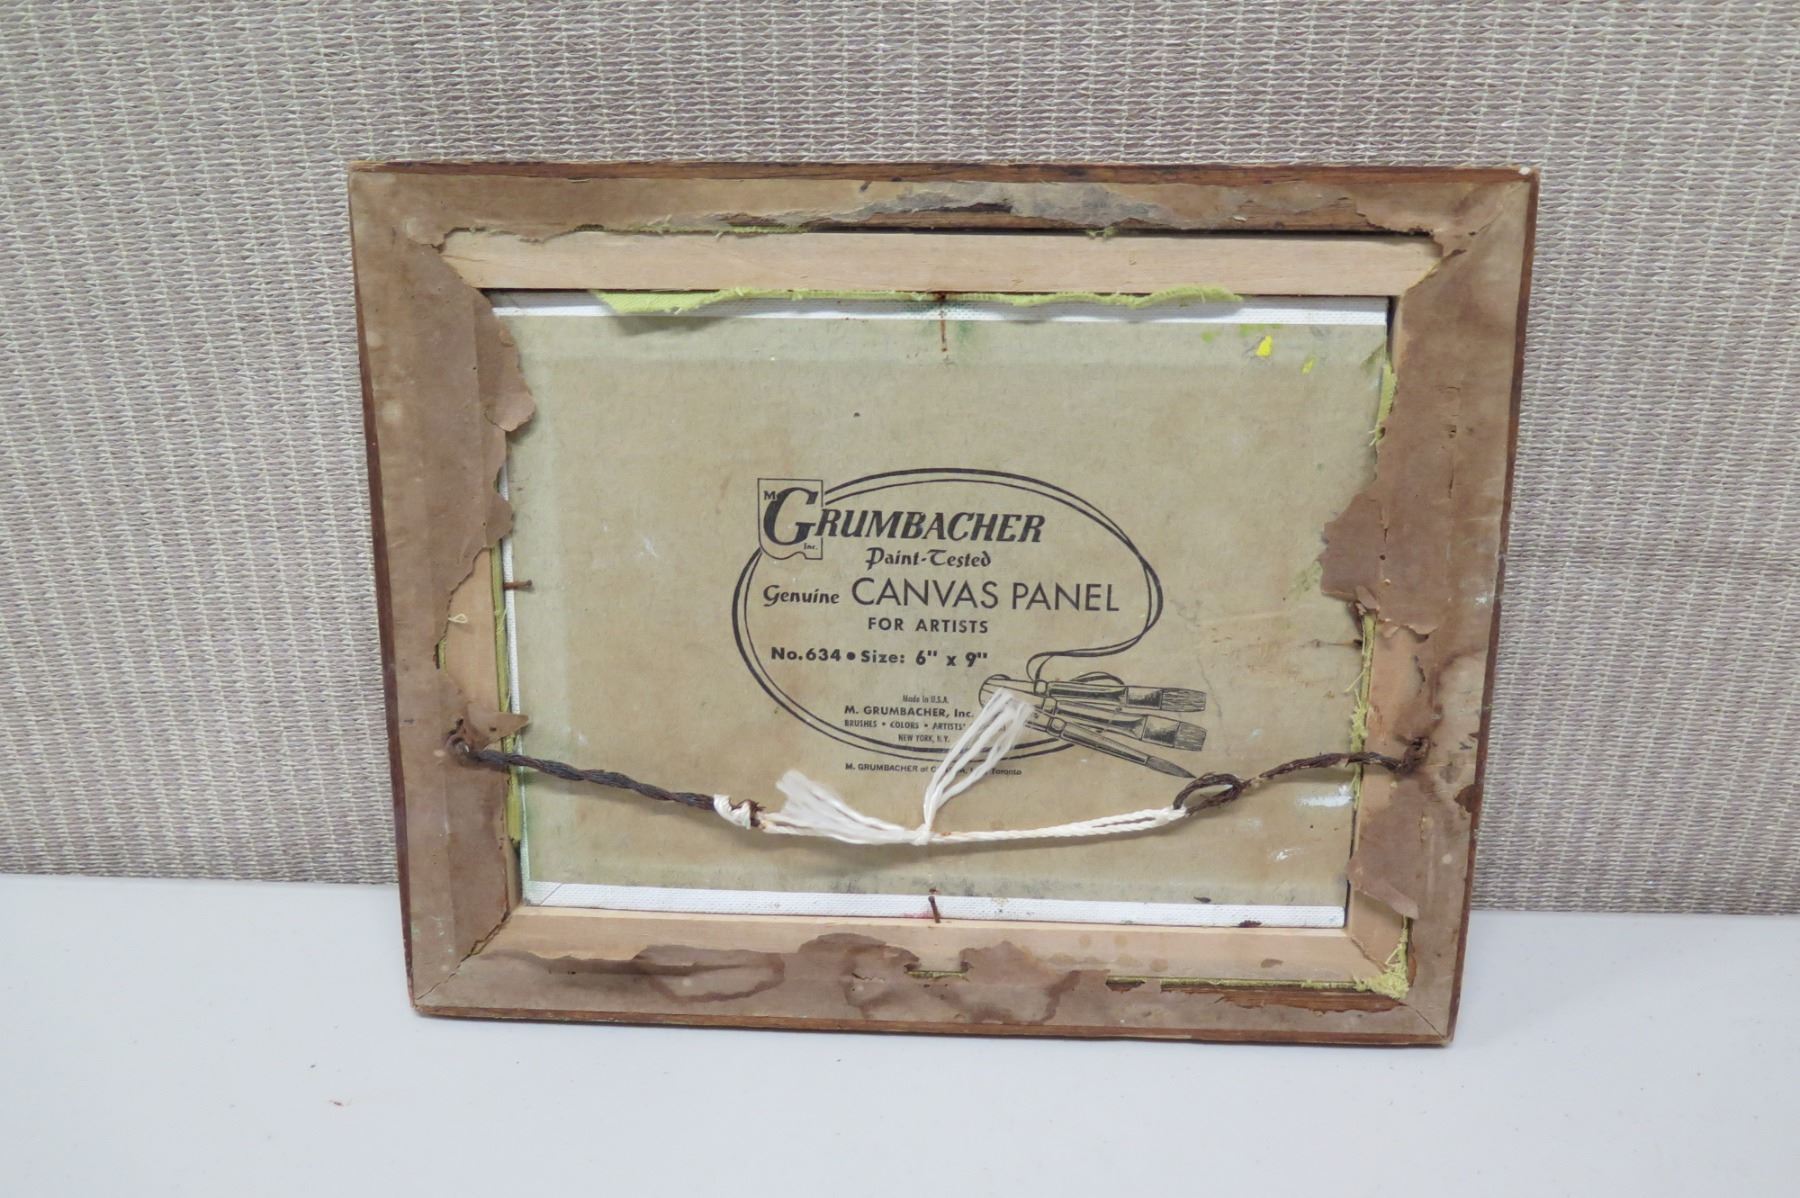 M. GRUMBACHER Inc.
Paint-Tested
Genuine CANVAS PANEL
FOR ARTISTS
No. 634 • Size: 6" x 9"
Made in U.S.A.
M. GRUMBACHER, Inc.
BRUSHES • COLORS • ARTISTS'
NEW YORK, N.Y.
M. GRUMBACHER of Toronto